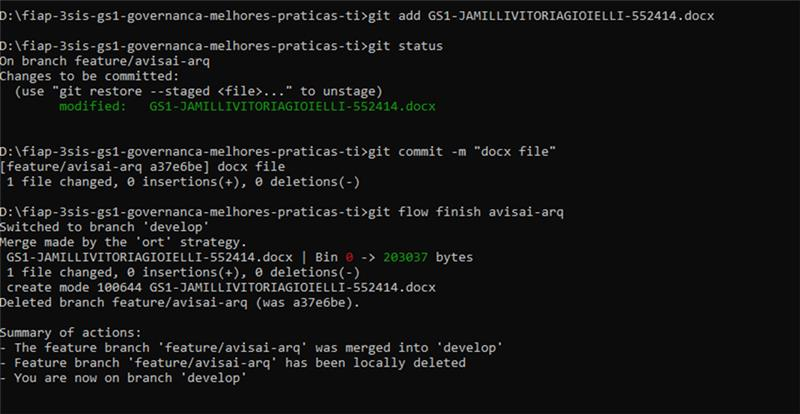 D:\fiap-3sis-gs1-governanca-melhores-praticas-ti>git add GS1-JAMILLIVITORIAGIOIELLI-552414.docx
D:\fiap-3sis-gs1-governanca-melhores-praticas-ti>git status
On branch feature/avisai-arq
Changes to be committed:
  (use "git restore --staged <file>..." to unstage)
        modified:   GS1-JAMILLIVITORIAGIOIELLI-552414.docx
D:\fiap-3sis-gs1-governanca-melhores-praticas-ti>git commit -m "docx file"
[feature/avisai-arq a37e6be] docx file
 1 file changed, 0 insertions(+), 0 deletions(-)
D:\fiap-3sis-gs1-governanca-melhores-praticas-ti>git flow finish avisai-arq
Switched to branch 'develop'
Merge made by the 'ort' strategy.
 GS1-JAMILLIVITORIAGIOIELLI-552414.docx | Bin 0 -> 203037 bytes
 1 file changed, 0 insertions(+), 0 deletions(-)
 create mode 100644 GS1-JAMILLIVITORIAGIOIELLI-552414.docx
Deleted branch feature/avisai-arq (was a37e6be).
Summary of actions:
- The feature branch 'feature/avisai-arq' was merged into 'develop'
- Feature branch 'feature/avisai-arq' has been locally deleted
- You are now on branch 'develop'